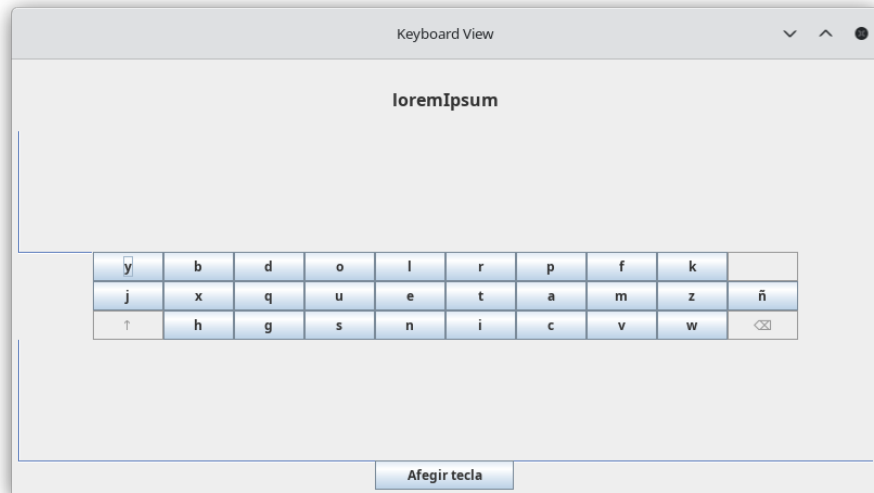 Keyboard View
loremIpsum
y b d o l r p f k
j x q u e t a m z ñ
↑ h g s n i c v w ⌫
Afegir tecla